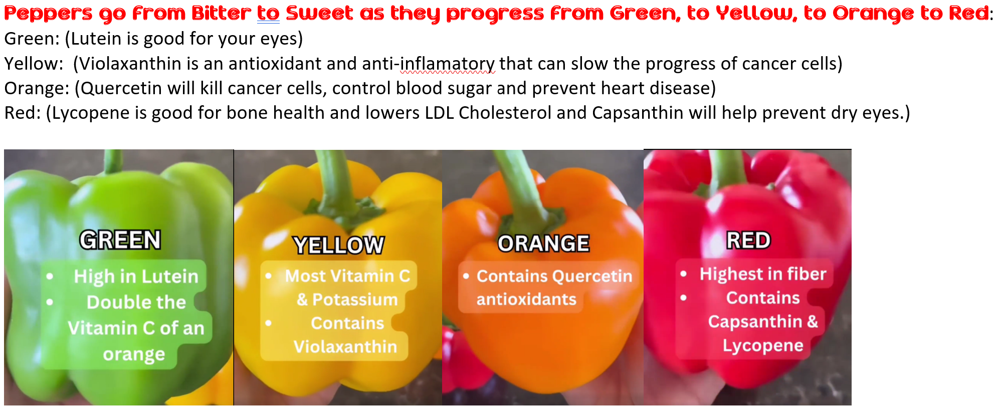 Peppers go from Bitter to Sweet as they progress from Green, to Yellow, to Orange to Red:
Green: (Lutein is good for your eyes)
Yellow:  (Violaxanthin is an antioxidant and anti-inflamatory that can slow the progress of cancer cells)
Orange: (Quercetin will kill cancer cells, control blood sugar and prevent heart disease)
Red: (Lycopene is good for bone health and lowers LDL Cholesterol and Capsanthin will help prevent dry eyes.)
GREEN
• High in Lutein
• Double the
Vitamin C of an
orange
YELLOW
• Most Vitamin C
& Potassium
• Contains
Violaxanthin
ORANGE
• Contains Quercetin
antioxidants
RED
• Highest in fiber
• Contains
Capsanthin &
Lycopene